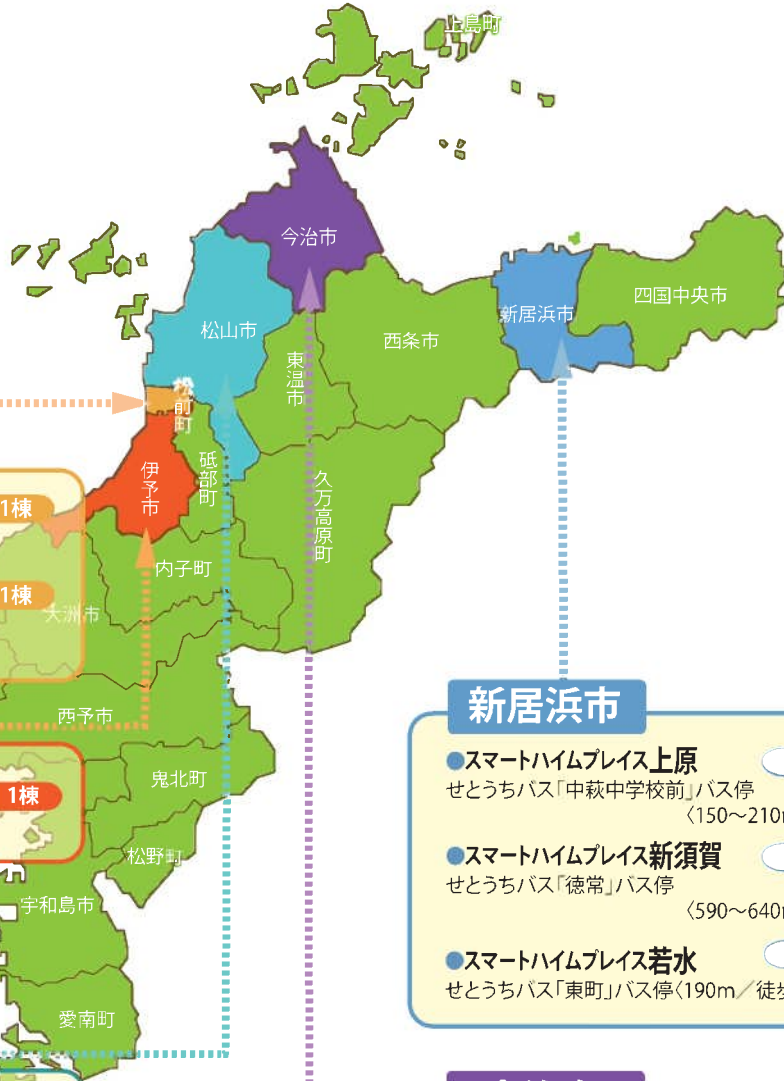 上島町
今治市
松山市
新居浜市
四国中央市
西条市
東温市
松前町
伊予市
砥部町
久万高原町
1棟
内子町
1棟
大洲市
西予市
鬼北町
1棟
松野町
宇和島市
愛南町
新居浜市
●スマートハイムプレイス上原
せとうちバス「中萩中学校前」バス停
〈150〜210m
●スマートハイムプレイス新須賀
せとうちバス「徳常」バス停
〈590〜640m
●スマートハイムプレイス若水
せとうちバス「東町」バス停〈190m／徒歩